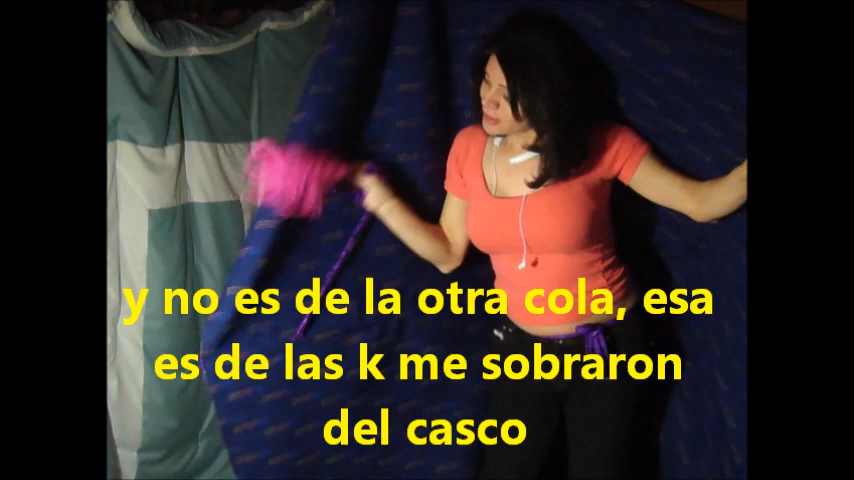 y no es de la otra cola, esa
es de las k me sobraron
del casco